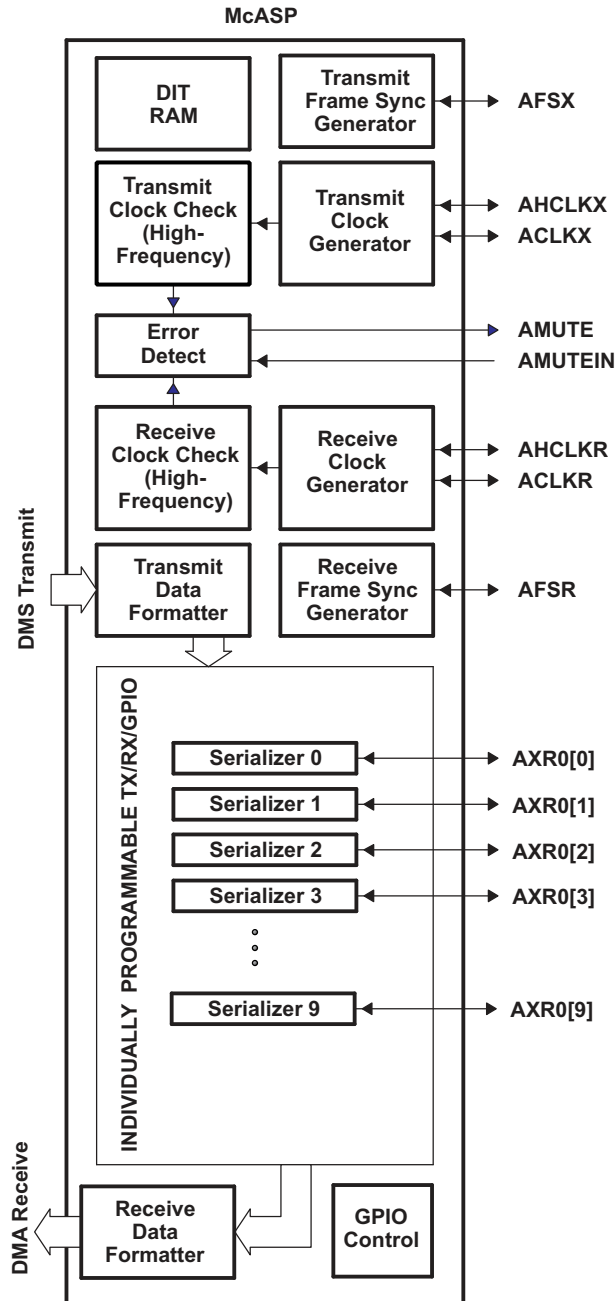 McASP
DIT
RAM
Transmit
Frame Sync
Generator
AFSX
Transmit
Clock Check
(High-
Frequency)
Transmit
Clock
Generator
AHCLKX
ACLKX
Error
Detect
AMUTE
AMUTEIN
Receive
Clock Check
(High-
Frequency)
Receive
Clock
Generator
AHCLKR
ACLKR
DMS Transmit
Transmit
Data
Formatter
Receive
Frame Sync
Generator
AFSR
INDIVIDUALLY PROGRAMMABLE TX/RX/GPIO
Serializer 0
AXR0[0]
Serializer 1
AXR0[1]
Serializer 2
AXR0[2]
Serializer 3
AXR0[3]
Serializer 9
AXR0[9]
DMA Receive
Receive
Data
Formatter
GPIO
Control